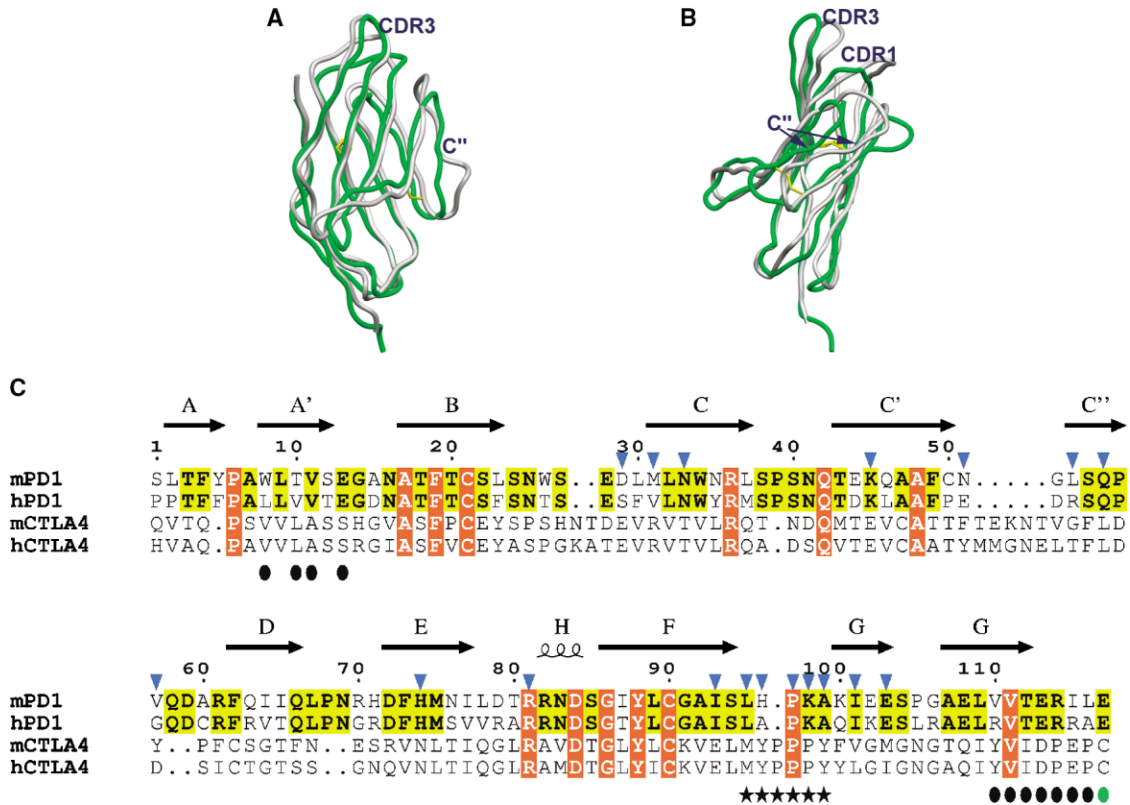 A
CDR3
C"
B
CDR3
CDR1
C"
C
A A' B C C' C''
1 10 20 30 40 50
mPD1 SLTFYPAWLTVSEGANATFTCSLSNWS..EDLMLNWNRLSPSNQTEKQAAFCN.....GLSQP
hPD1 PPTFFPALLVVTEGDNATFTCSFSNTS..ESFVLNWYRMSPSNQTDKLAAFPE.....DRSQP
mCTLA4 QVTQ.PSVVLASSHGVASFPCEYSPSHNTDEVRVTVLRQT.NDQMTEVCATTFTEKNTVGFLD
hCTLA4 HVAQ.PAVVLASSRGIASFVCEYASPGKATEVRVTVLRQA.DSQVTEVCAATYMMGNELTFLD
D E H F G G
60 70 80 90 100 110
mPD1 VQDARFQIIQLPNRHDFHMNILDTRRNDSGIYLCGAISLH.PKAKIEESPGAELVVTERILE
hPD1 GQDCRFRVTQLPNGRDFHMSVVRARRNDSGTYLCGAISLA.PKAQIKESLRAELRVTERRAE
mCTLA4 Y..PFCSGTFN..ESRVNLTIQGLRAVDTGLYLCKVELMYPPPYFVGMGNGTQIYVIDPEPC
hCTLA4 D..SICTGTSS..GNQVNLTIQGLRAMDTGLYICKVELMYPPPYYLGIGNGAQIYVIDPEPC